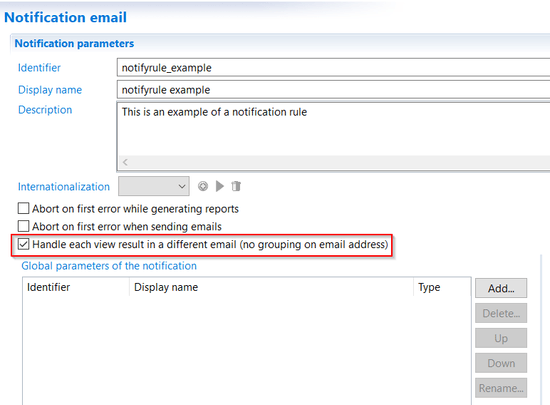 Notification email
Notification parameters
Identifier
notifyrule_example
Display name
notifyrule example
Description
This is an example of a notification rule
Internationalization
Abort on first error while generating reports
Abort on first error when sending emails
Handle each view result in a different email (no grouping on email address)
Global parameters of the notification
Identifier Display name Type
Add...
Delete...
Up
Down
Rename...